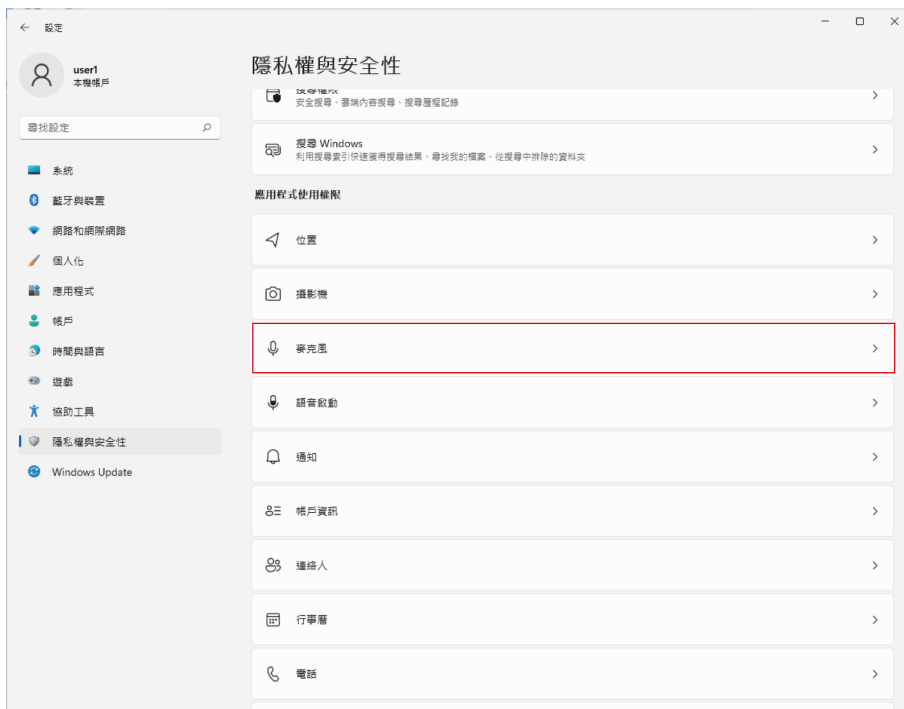 設定
user1
本機帳戶
尋找設定
系統
藍牙與裝置
網路和網際網路
個人化
應用程式
帳戶
時間與語言
遊戲
協助工具
隱私權與安全性
Windows Update
隱私權與安全性
搜尋權限
安全搜尋、雲端內容搜尋、搜尋歷程記錄
搜尋 Windows
利用搜尋索引快速獲得搜尋結果、尋找我的檔案、從搜尋中排除的資料夾
應用程式使用權限
位置
攝影機
麥克風
語音啟動
通知
帳戶資訊
連絡人
行事曆
電話